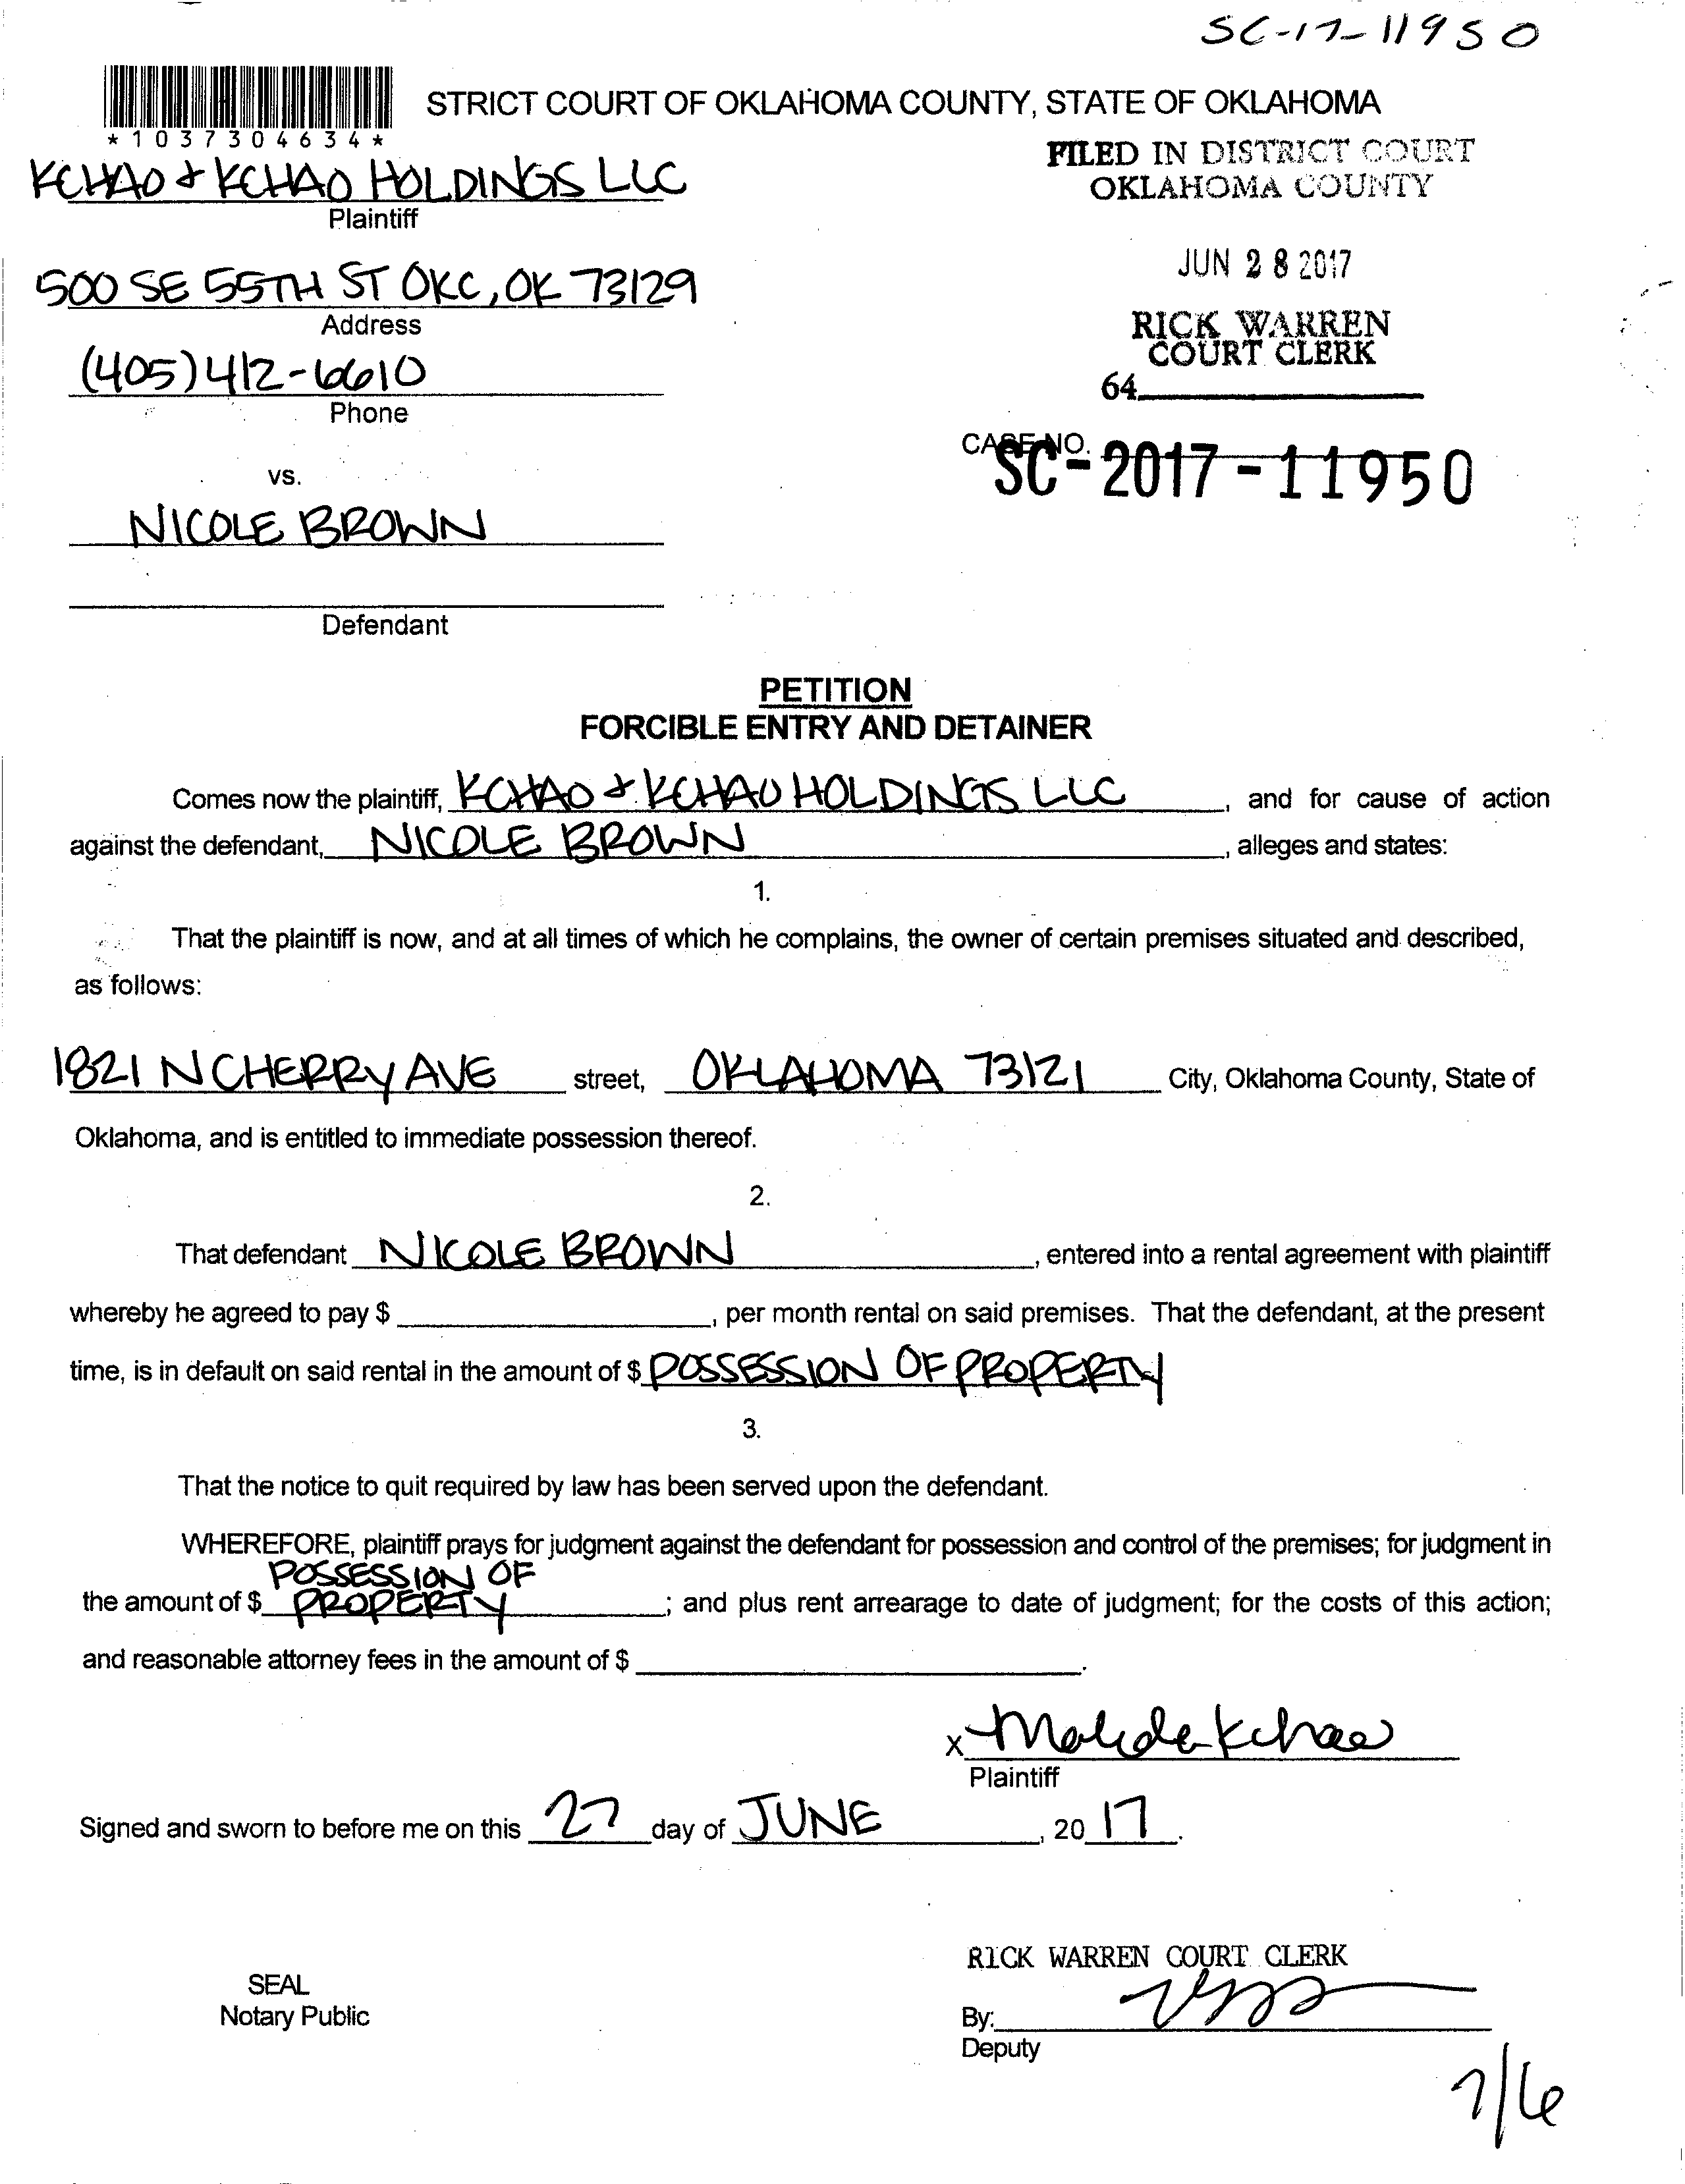 SC-17-11950
STRICT COURT OF OKLAHOMA COUNTY, STATE OF OKLAHOMA
*1037304634*
FILED IN DISTRICT COURT
OKLAHOMA COUNTY
KCHAO & KCHAO HOLDINGS LLC
Plaintiff
JUN 28 2017
500 SE 55TH ST OKC, OK 73129
Address
RICK WARREN
COURT CLERK
(405) 412-6610
Phone
64
CASE NO.
SC-2017-11950
vs.
NICOLE BROWN
Defendant
PETITION
FORCIBLE ENTRY AND DETAINER
Comes now the plaintiff, KCHAO & KCHAO HOLDINGS LLC, and for cause of action
against the defendant, NICOLE BROWN, alleges and states:
1.
That the plaintiff is now, and at all times of which he complains, the owner of certain premises situated and described,
as follows:
1821 N CHERRY AVE street, OKLAHOMA 73121 City, Oklahoma County, State of
Oklahoma, and is entitled to immediate possession thereof.
2.
That defendant NICOLE BROWN, entered into a rental agreement with plaintiff
whereby he agreed to pay $ , per month rental on said premises. That the defendant, at the present
time, is in default on said rental in the amount of $ POSSESSION OF PROPERTY
3.
That the notice to quit required by law has been served upon the defendant.
WHEREFORE, plaintiff prays for judgment against the defendant for possession and control of the premises; for judgment in
POSSESSION OF
the amount of $ PROPERTY; and plus rent arrearage to date of judgment; for the costs of this action;
and reasonable attorney fees in the amount of $ .
X Malida Kchao
Plaintiff
Signed and sworn to before me on this 27 day of JUNE, 2017.
RICK WARREN COURT CLERK
SEAL
Notary Public
By:
Deputy
7/6